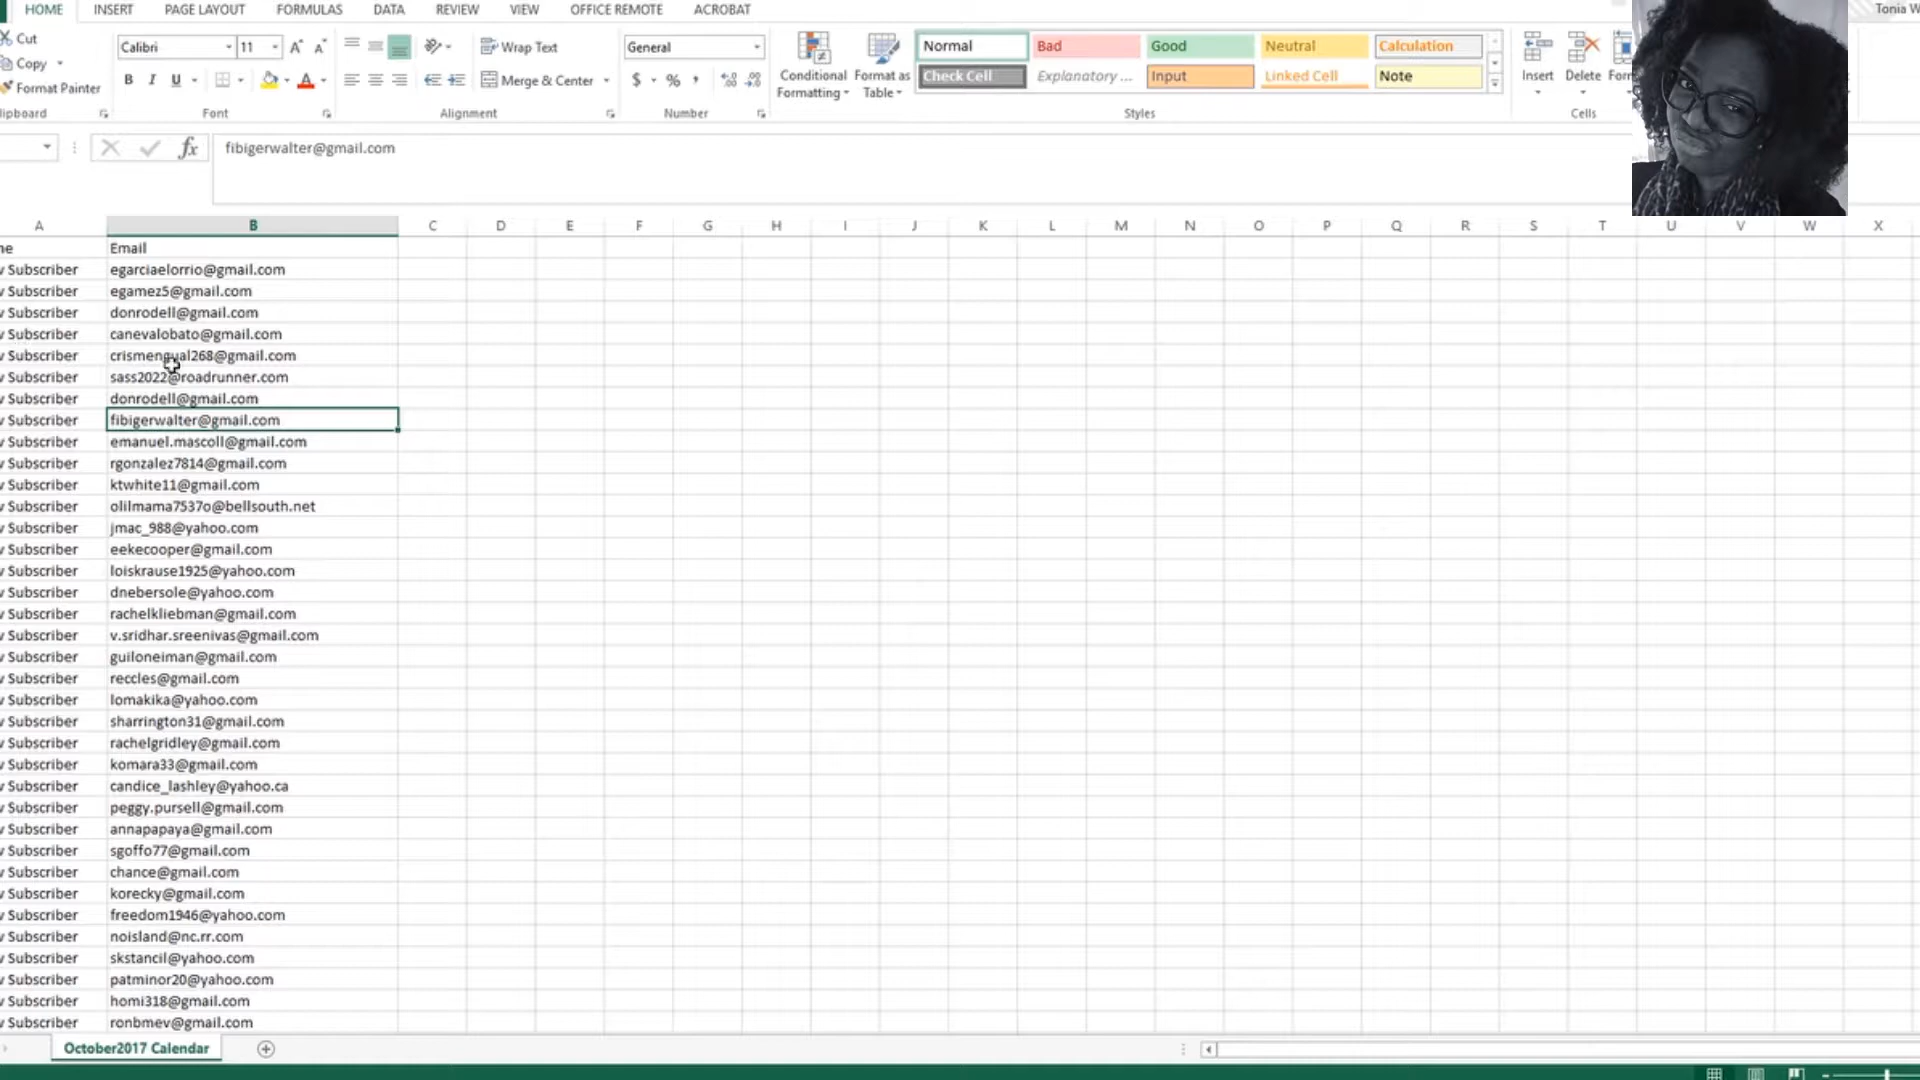 HOME INSERT PAGE LAYOUT FORMULAS DATA REVIEW VIEW OFFICE REMOTE ACROBAT Tonia W
Cut Calibri 11 Wrap Text General Normal Bad Good Neutral Calculation
Copy Conditional Formatting Format as Table Insert Delete Form
Format Painter B I U Merge & Center $ % , Check Cell Explanatory ... Input Linked Cell Note
lipboard Font Alignment Number Styles Cells
fx fibigerwalter@gmail.com
A B C D E F G H I J K L M N O P Q R S T U V W X
ne Email
v Subscriber egarciaelorrio@gmail.com
v Subscriber egamez5@gmail.com
v Subscriber donrodell@gmail.com
v Subscriber canevalobato@gmail.com
v Subscriber crismengual268@gmail.com
v Subscriber sass2022@roadrunner.com
v Subscriber donrodell@gmail.com
v Subscriber fibigerwalter@gmail.com
v Subscriber emanuel.mascoll@gmail.com
v Subscriber rgonzalez7814@gmail.com
v Subscriber ktwhite11@gmail.com
v Subscriber olilmama7537o@bellsouth.net
v Subscriber jmac_988@yahoo.com
v Subscriber eekecooper@gmail.com
v Subscriber loiskrause1925@yahoo.com
v Subscriber dnebersole@yahoo.com
v Subscriber rachelkliebman@gmail.com
v Subscriber v.sridhar.sreenivas@gmail.com
v Subscriber guiloneiman@gmail.com
v Subscriber reccles@gmail.com
v Subscriber lomakika@yahoo.com
v Subscriber sharrington31@gmail.com
v Subscriber rachelgridley@gmail.com
v Subscriber komara33@gmail.com
v Subscriber candice_lashley@yahoo.ca
v Subscriber peggy.pursell@gmail.com
v Subscriber annapapaya@gmail.com
v Subscriber sgoffo77@gmail.com
v Subscriber chance@gmail.com
v Subscriber korecky@gmail.com
v Subscriber freedom1946@yahoo.com
v Subscriber noisland@nc.rr.com
v Subscriber skstancil@yahoo.com
v Subscriber patminor20@yahoo.com
v Subscriber homi318@gmail.com
v Subscriber ronbmev@gmail.com
October2017 Calendar